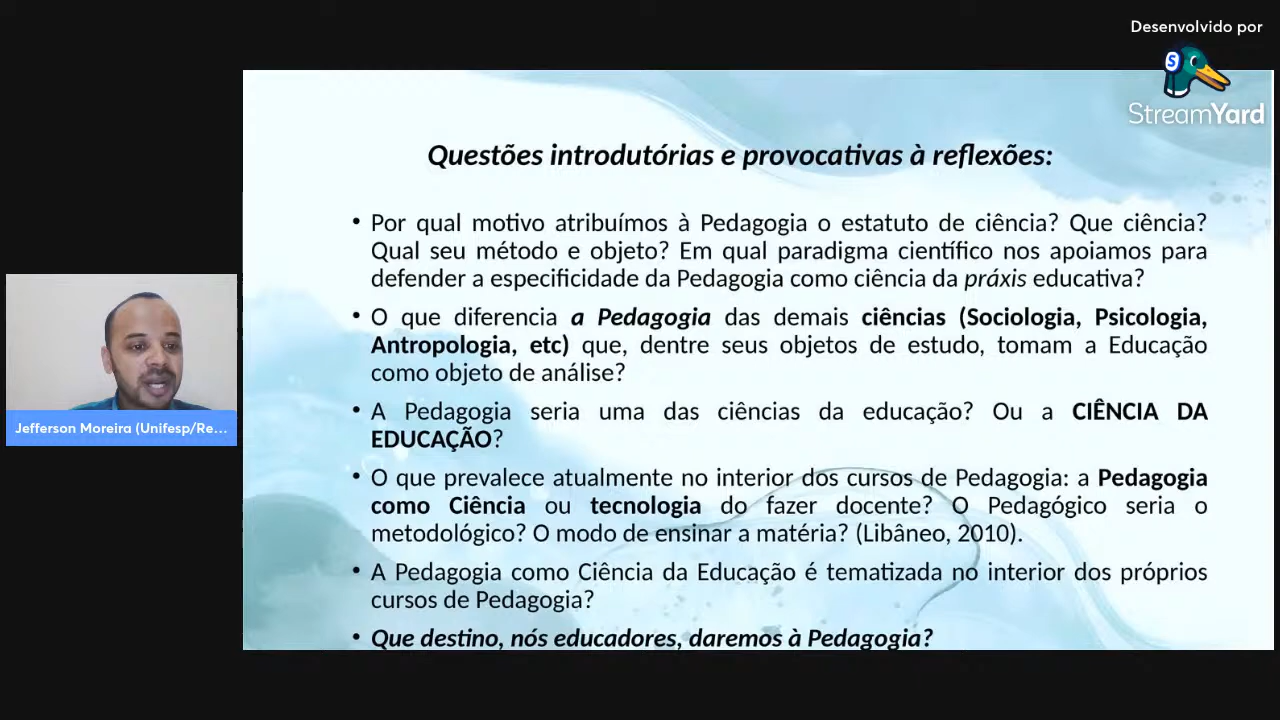 Desenvolvido por
StreamYard
Questões introdutórias e provocativas à reflexões:
• Por qual motivo atribuímos à Pedagogia o estatuto de ciência? Que ciência?
Qual seu método e objeto? Em qual paradigma científico nos apoiamos para
defender a especificidade da Pedagogia como ciência da práxis educativa?
• O que diferencia a Pedagogia das demais ciências (Sociologia, Psicologia,
Antropologia, etc) que, dentre seus objetos de estudo, tomam a Educação
como objeto de análise?
• A Pedagogia seria uma das ciências da educação? Ou a CIÊNCIA DA
EDUCAÇÃO?
• O que prevalece atualmente no interior dos cursos de Pedagogia: a Pedagogia
como Ciência ou tecnologia do fazer docente? O Pedagógico seria o
metodológico? O modo de ensinar a matéria? (Libâneo, 2010).
• A Pedagogia como Ciência da Educação é tematizada no interior dos próprios
cursos de Pedagogia?
• Que destino, nós educadores, daremos à Pedagogia?
Jefferson Moreira (Unifesp/Re...